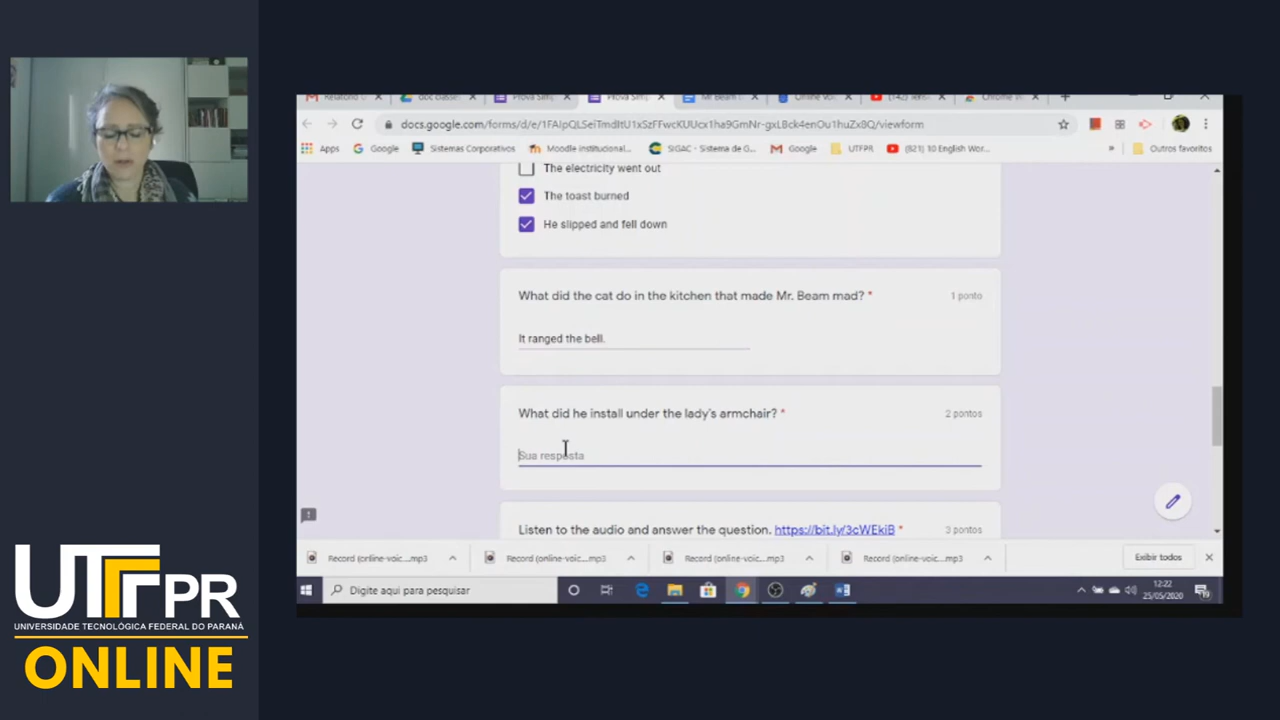 docs.google.com/forms/d/e/1FAIpQLSeiTmdItU1xSzFFwcKUUcx1ha9GmNr-gxLBck4enOu1huZxBQ/viewform
Apps Google Sistemas Corporativos Moodle institucional... SIGAC - Sistema de G... Google UTFPR (821) 10 English Wor... » Outros favoritos
The electricity went out
The toast burned
He slipped and fell down
What did the cat do in the kitchen that made Mr. Beam mad? * 1 ponto
It ranged the bell.
What did he install under the lady's armchair? * 2 pontos
Sua resposta
Listen to the audio and answer the question. https://bit.ly/3cWEkiB * 3 pontos
Record (online-voic....mp3 Record (online-voic....mp3 Record (online-voic....mp3 Record (online-voic....mp3 Exibir todos
Digite aqui para pesquisar
12:22
25/05/2020
UTFPR
UNIVERSIDADE TECNOLÓGICA FEDERAL DO PARANÁ
ONLINE